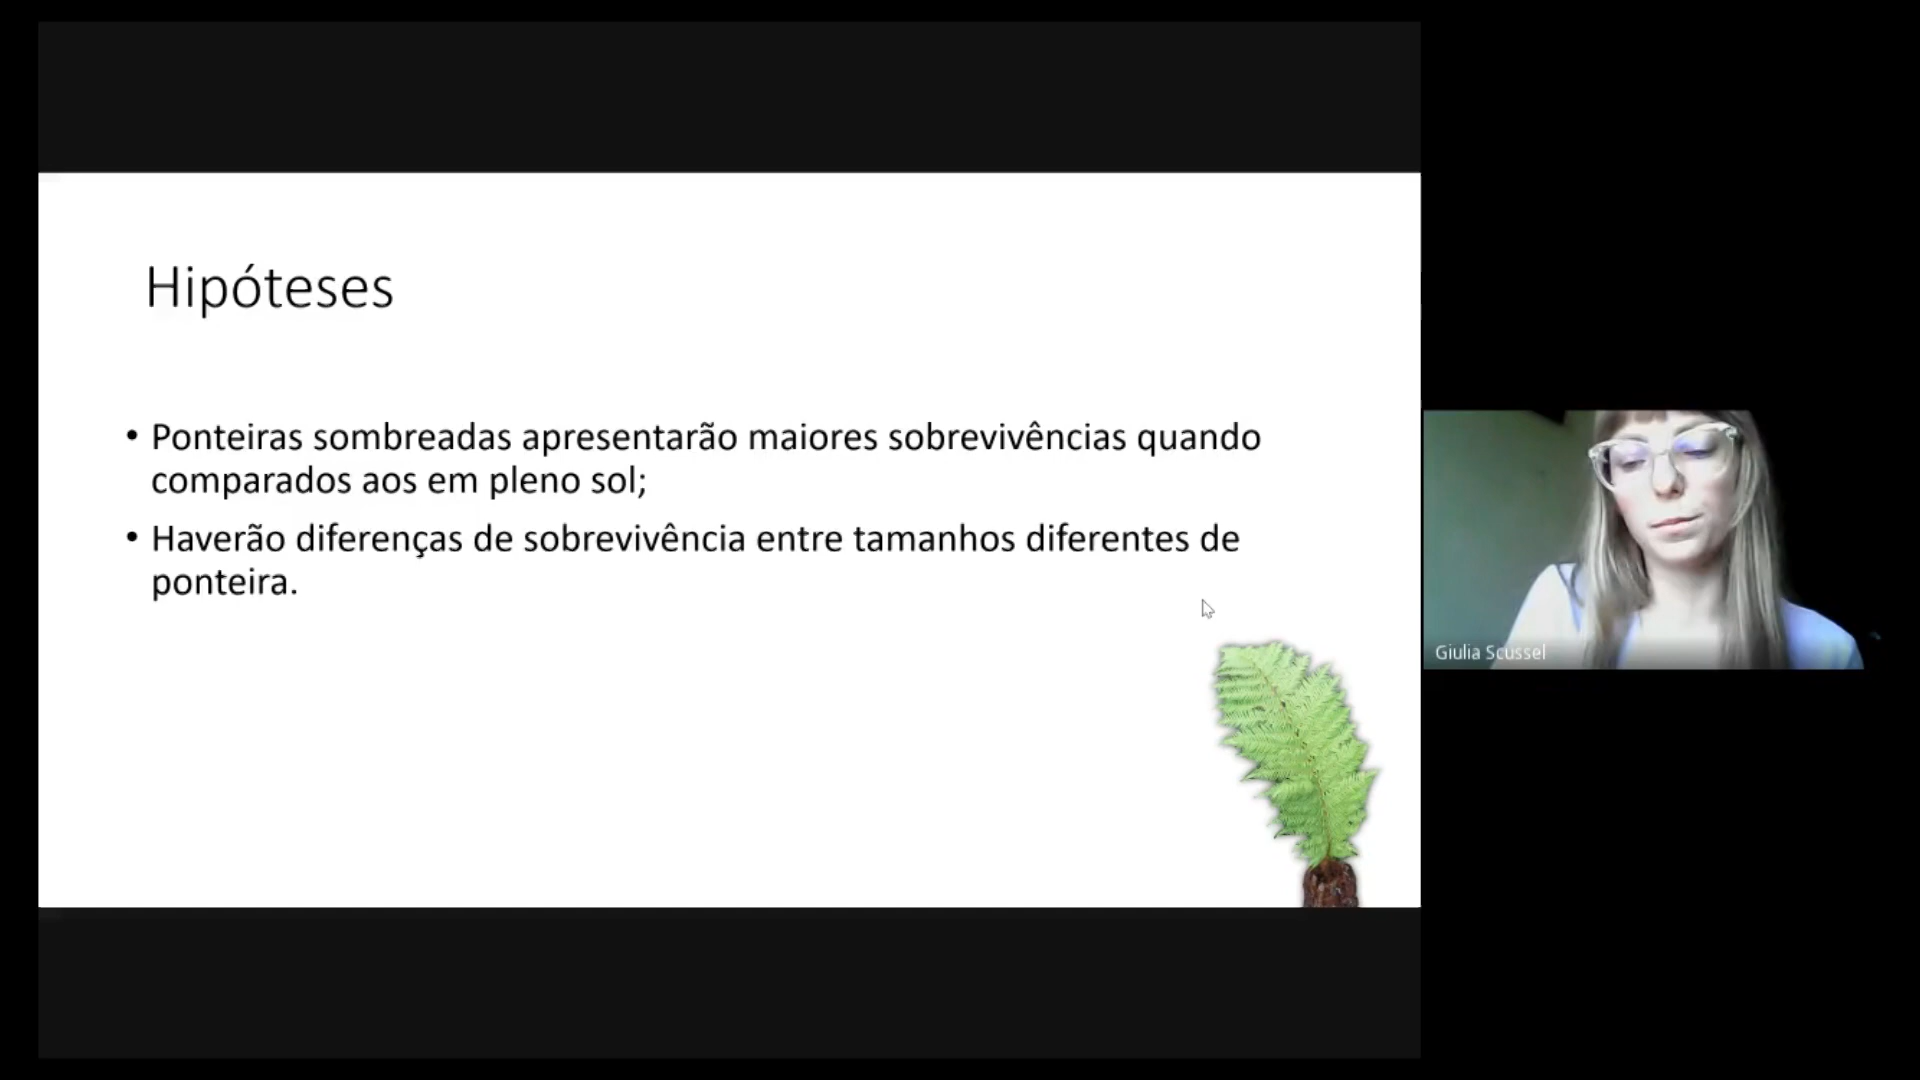 Hipóteses
• Ponteiras sombreadas apresentarão maiores sobrevivências quando
comparados aos em pleno sol;
• Haverão diferenças de sobrevivência entre tamanhos diferentes de
ponteira.
Giulia Scussel